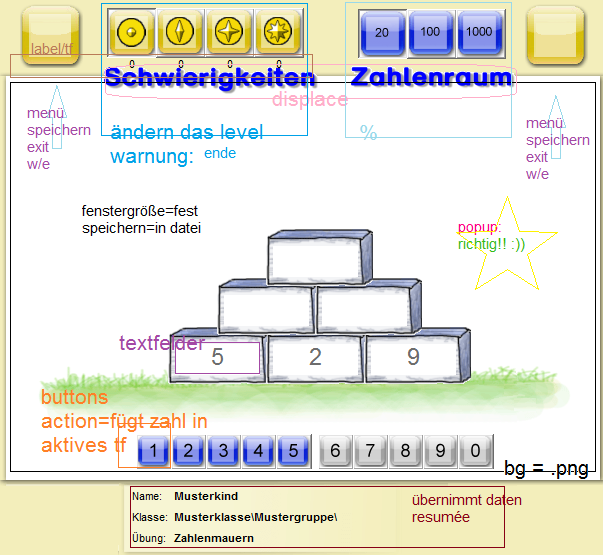 20 100 1000
label/tf
0 0 0 0
Schwierigkeiten Zahlenraum
displace
menü
speichern
exit
w/e
ändern das level
warnung: ende
%
menü
speichern
exit
w/e
fenstergröße=fest
speichern=in datei
popup:
richtig!! :))
textfelder
5 2 9
buttons
action=fügt zahl in
aktives tf
1 2 3 4 5 6 7 8 9 0
bg = .png
Name: Musterkind
Klasse: Musterklasse\Mustergruppe\
Übung: Zahlenmauern
übernimmt daten
resumée